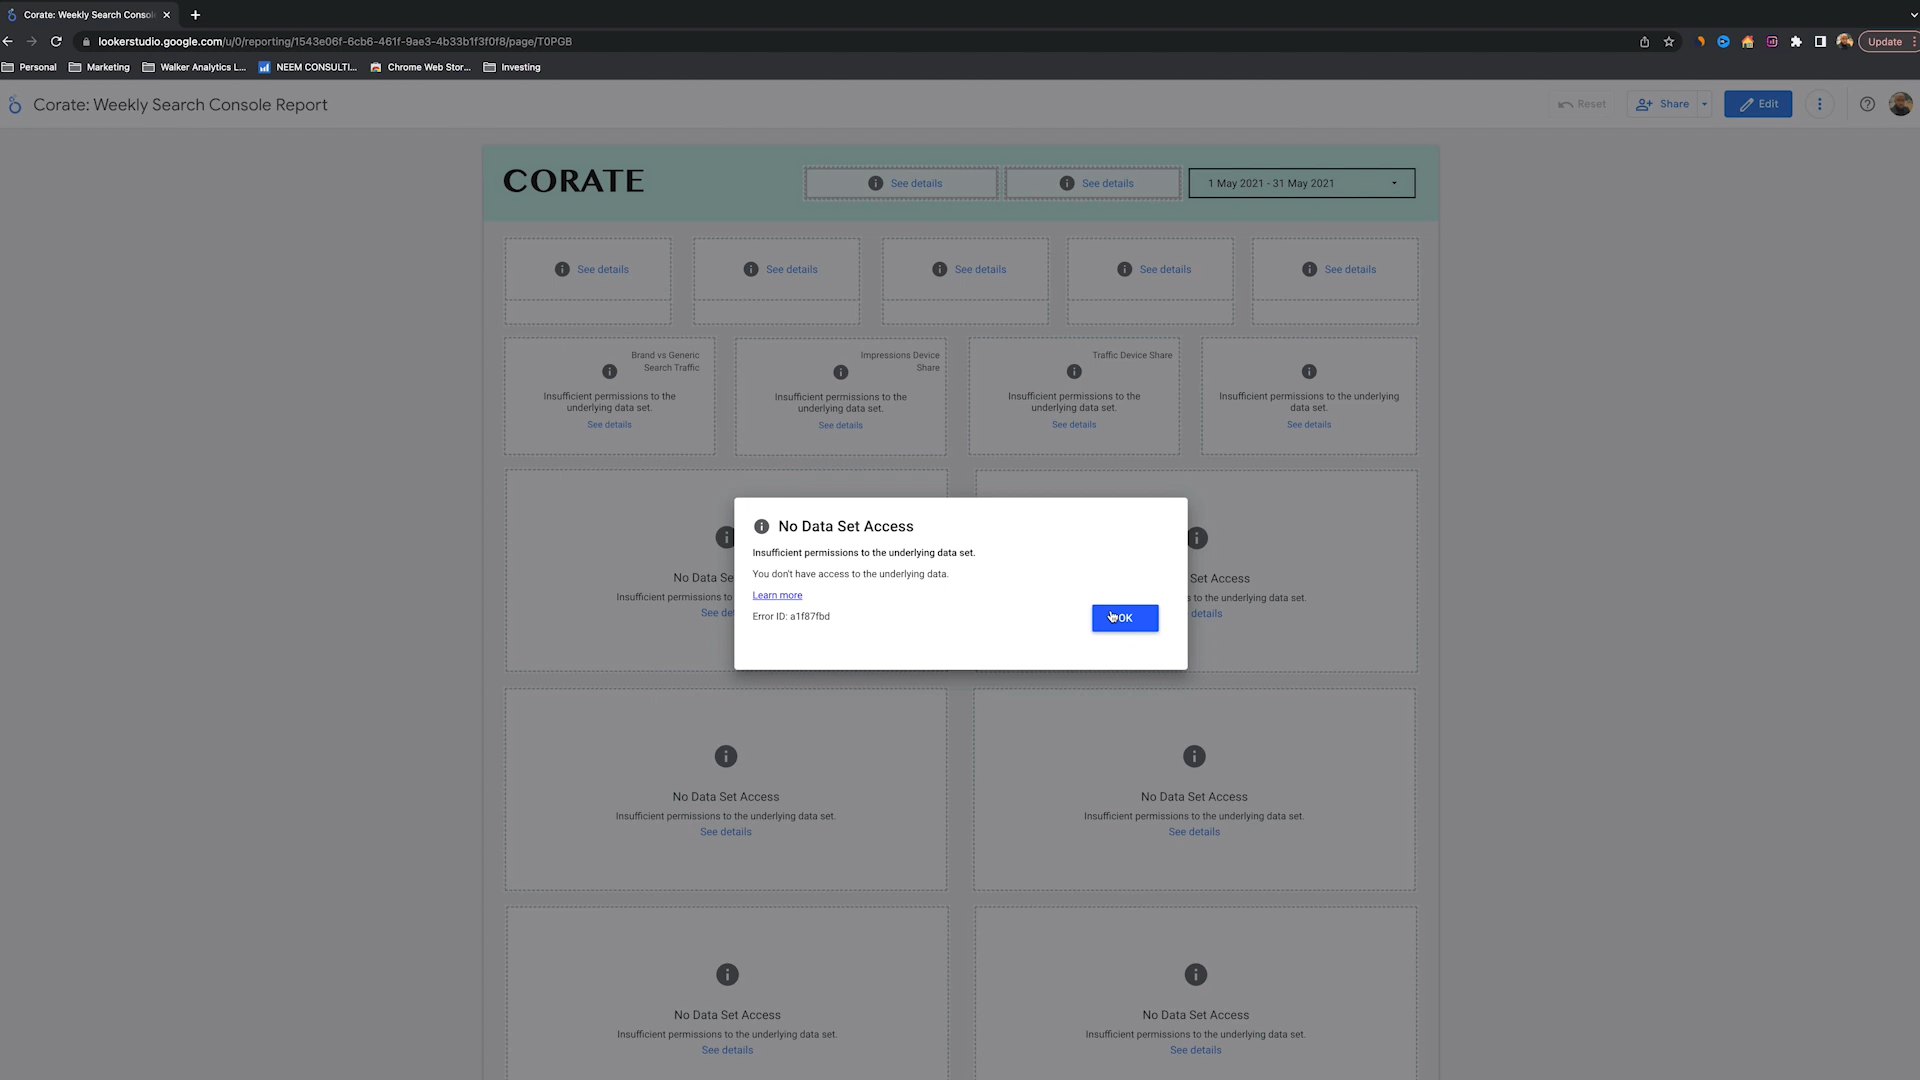 Corate: Weekly Search Consol
lookerstudio.google.com/u/0/reporting/1543e06f-6cb6-461f-9ae3-4b33b1f3f0f8/page/T0PGB
Update
Personal
Marketing
Walker Analytics L...
NEEM CONSULTI...
Chrome Web Stor...
Investing
Corate: Weekly Search Console Report
Reset
Share
Edit
CORATE
See details
See details
1 May 2021 - 31 May 2021
See details
See details
See details
See details
See details
Brand vs Generic
Search Traffic
Insufficient permissions to the
underlying data set.
See details
Impressions Device
Share
Insufficient permissions to the
underlying data set.
See details
Traffic Device Share
Insufficient permissions to the
underlying data set.
See details
Insufficient permissions to the underlying
data set.
See details
No Data Se
Insufficient permissions to
See de
No Data Set Access
Insufficient permissions to the underlying data set.
You don't have access to the underlying data.
Learn more
Error ID: a1f87fbd
OK
Set Access
to the underlying data set.
details
No Data Set Access
Insufficient permissions to the underlying data set.
See details
No Data Set Access
Insufficient permissions to the underlying data set.
See details
No Data Set Access
Insufficient permissions to the underlying data set.
See details
No Data Set Access
Insufficient permissions to the underlying data set.
See details